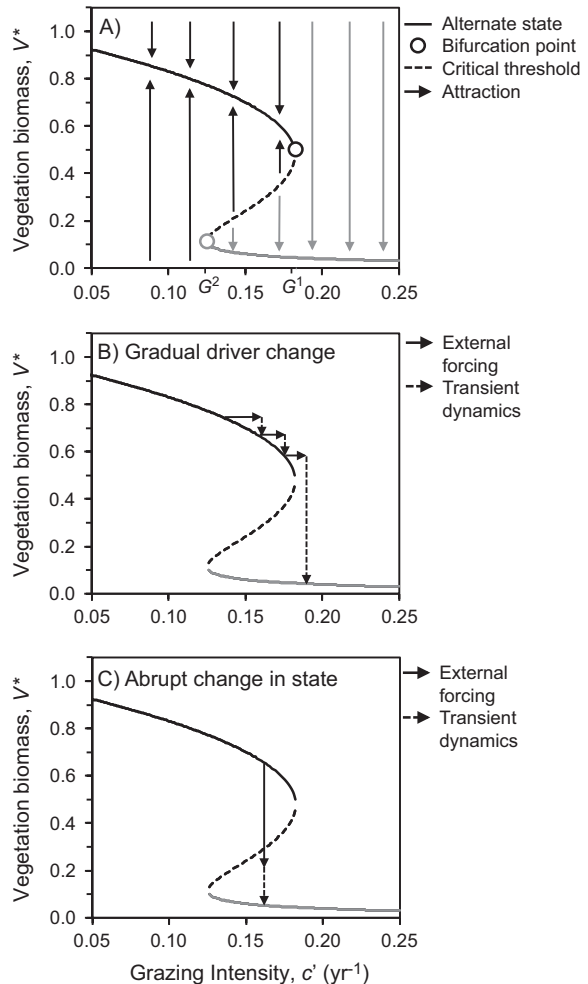 A)
Alternate state
Bifurcation point
Critical threshold
Attraction
Vegetation biomass, V*
1.0
0.8
0.6
0.4
0.2
0.0
0.05
0.10
G²
0.15
G¹
0.20
0.25
B) Gradual driver change
External
forcing
Transient
dynamics
Vegetation biomass, V*
1.0
0.8
0.6
0.4
0.2
0.0
0.05
0.10
0.15
0.20
0.25
C) Abrupt change in state
External
forcing
Transient
dynamics
Vegetation biomass, V*
1.0
0.8
0.6
0.4
0.2
0.0
0.05
0.10
0.15
0.20
0.25
Grazing Intensity, c' (yr⁻¹)